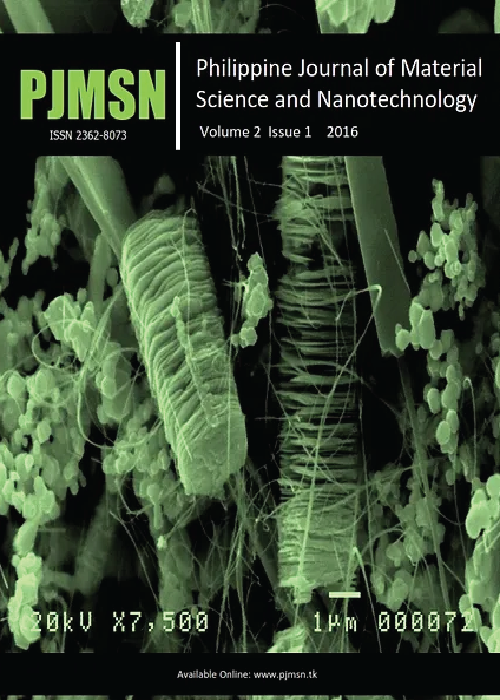 PJMSN
ISSN 2362-8073
Philippine Journal of Material
Science and Nanotechnology
Volume 2 Issue 1 2016
20kV X7,500 1µm 000072
Available Online: www.pjmsn.tk